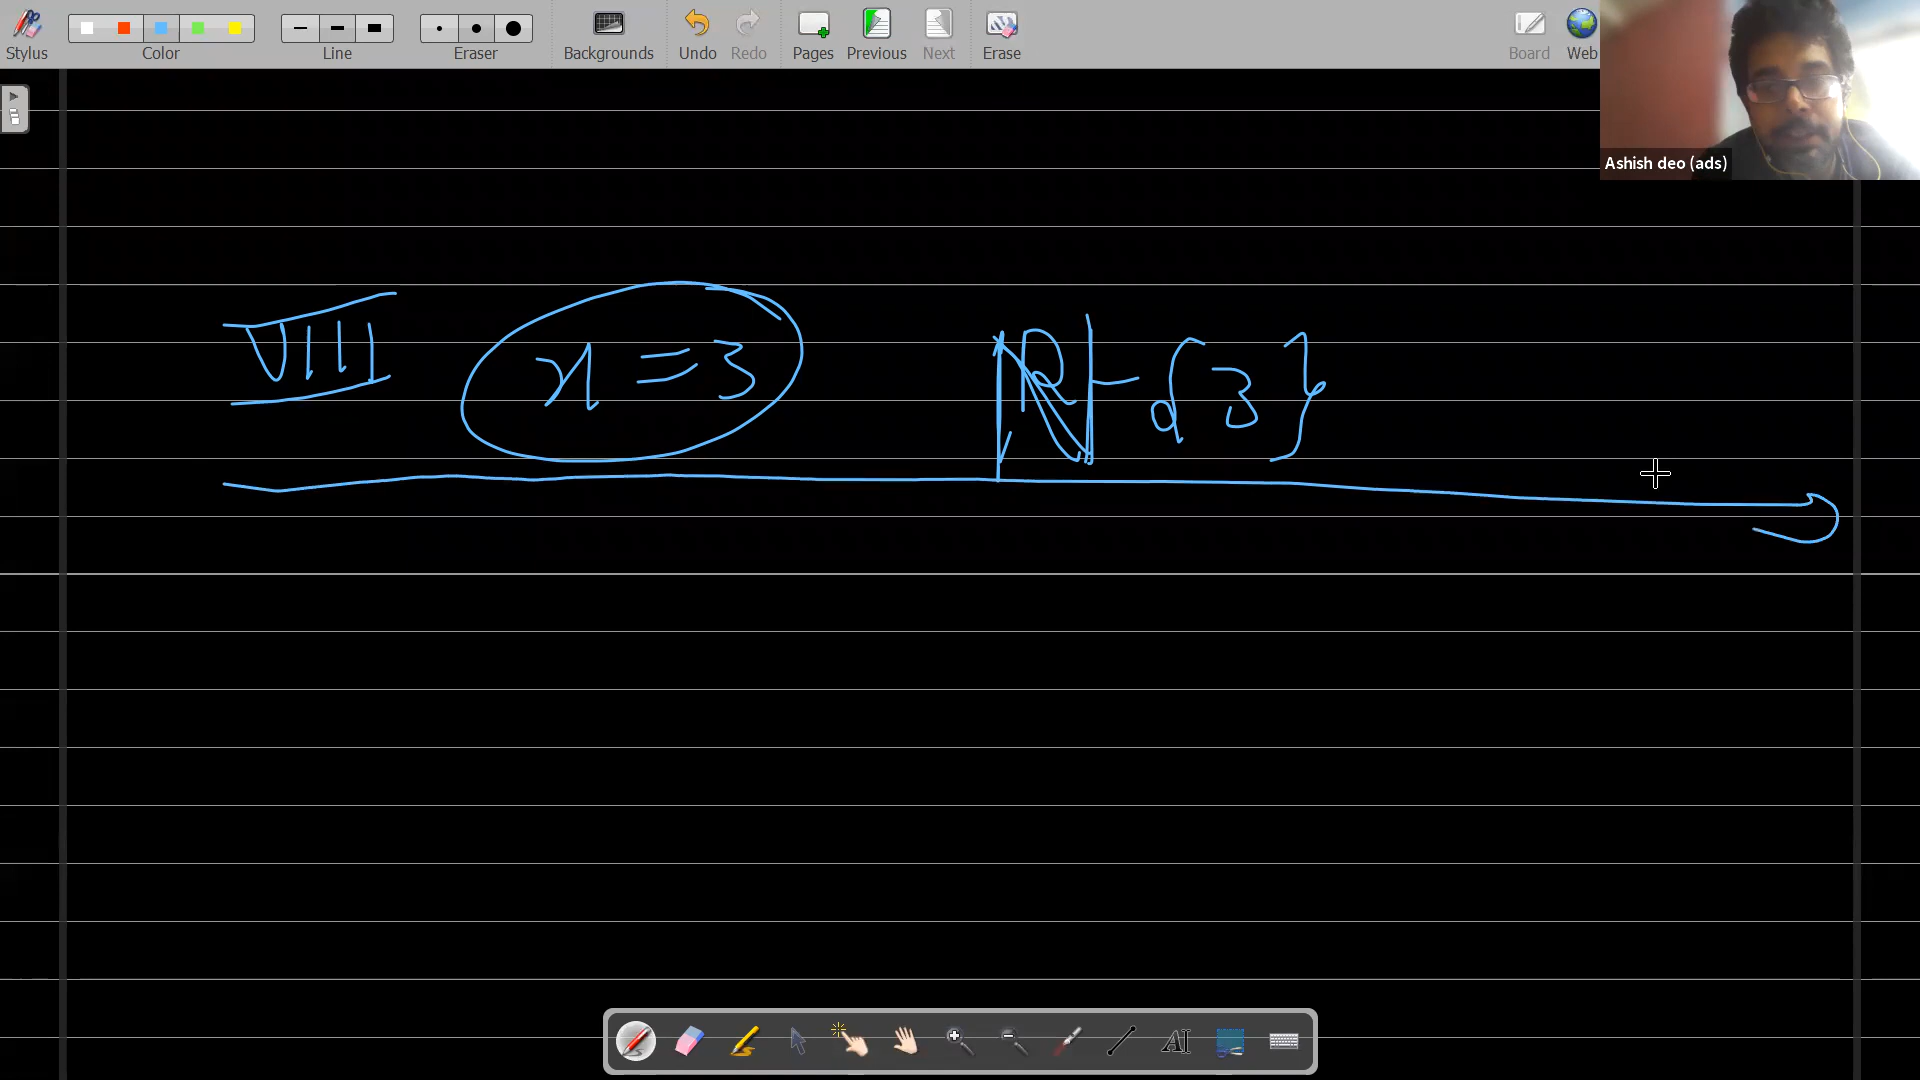 Stylus Color Line Eraser Backgrounds Undo Redo Pages Previous Next Erase Board Web
Ashish deo (ads)
VIII x = 3 - {3}